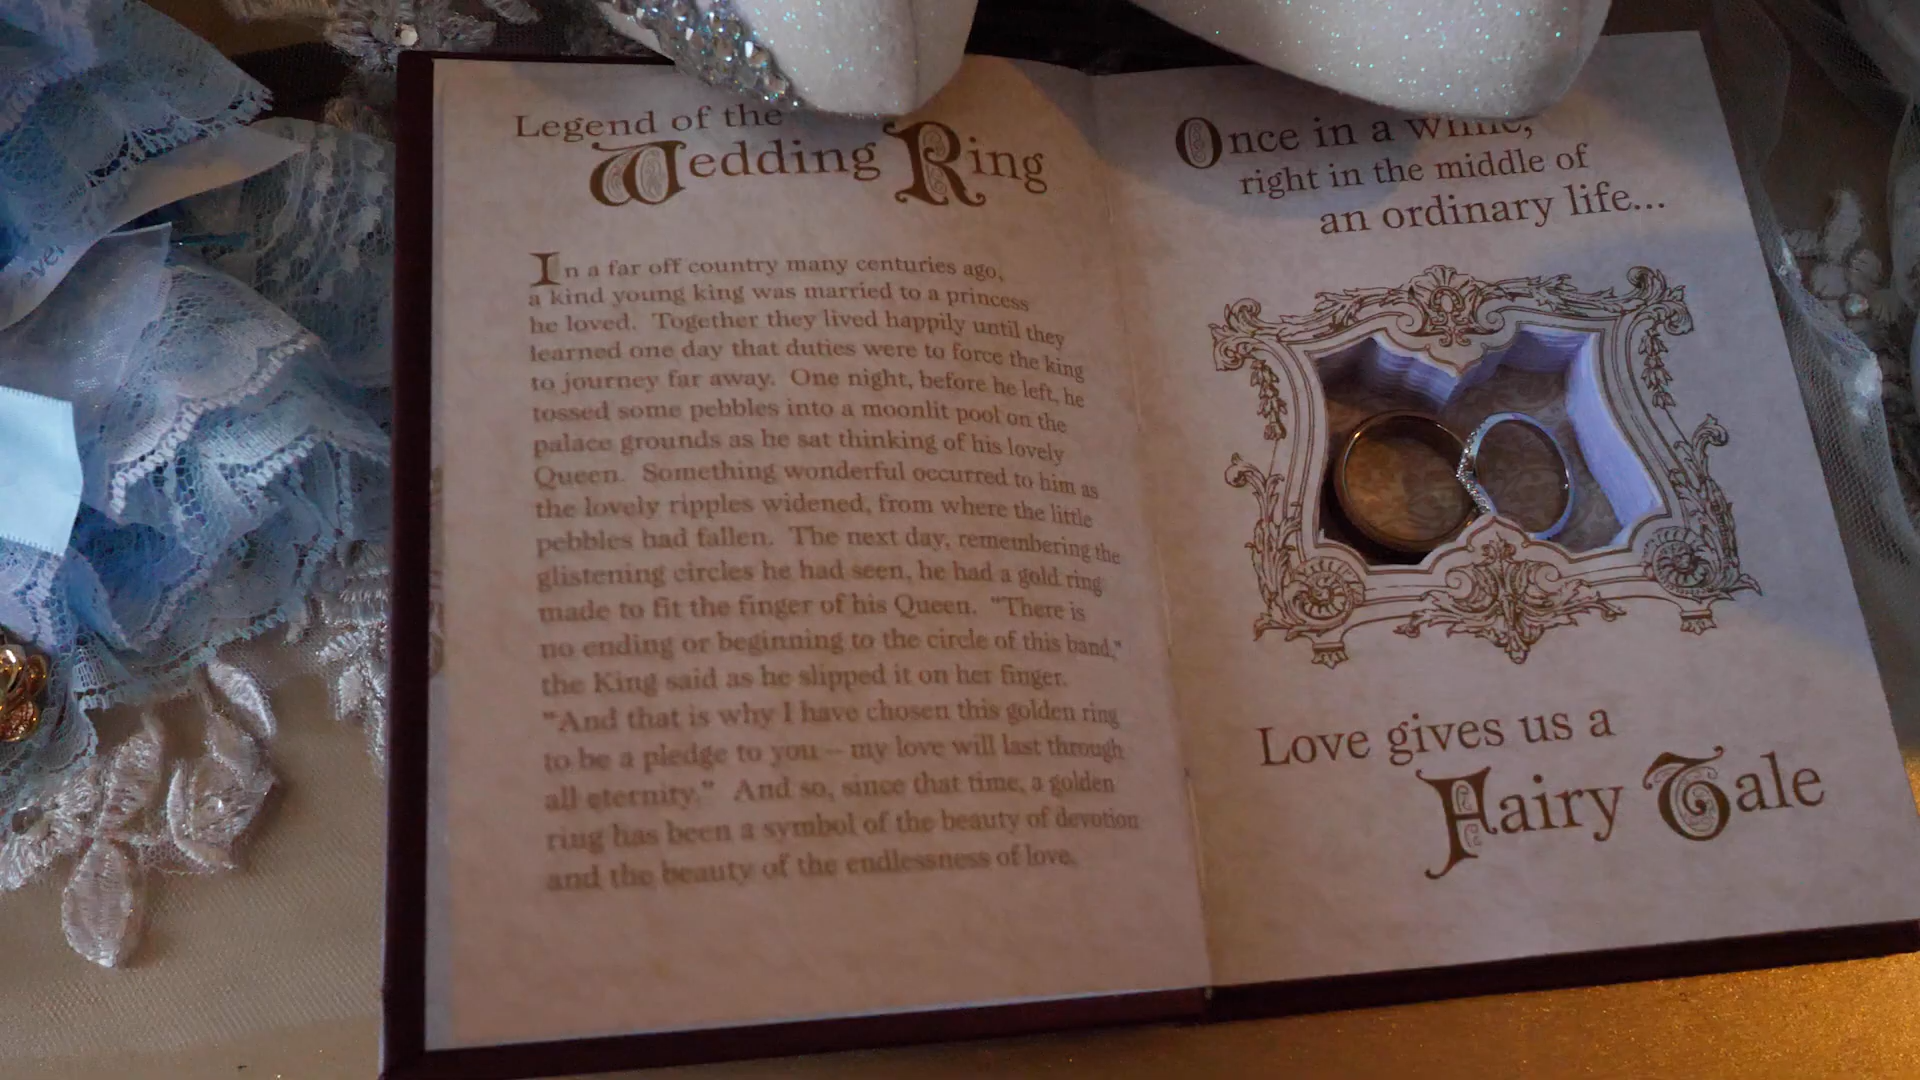 Legend of the
Wedding Ring
In a far off country many centuries ago,
a kind young king was married to a princess
he loved. Together they lived happily until they
learned one day that duties were to force the king
to journey far away. One night, before he left, he
tossed some pebbles into a moonlit pool on the
palace grounds as he sat thinking of his lovely
Queen. Something wonderful occurred to him as
the lovely ripples widened, from where the little
pebbles had fallen. The next day, remembering the
glistening circles he had seen, he had a gold ring
made to fit the finger of his Queen. "There is
no ending or beginning to the circle of this band,"
the King said as he slipped it on her finger.
"And that is why I have chosen this golden ring
to be a pledge to you – my love will last through
all eternity." And so, since that time, a golden
ring has been a symbol of the beauty of devotion
and the beauty of the endlessness of love.
Once in a while,
right in the middle of
an ordinary life...
Love gives us a
Fairy Tale